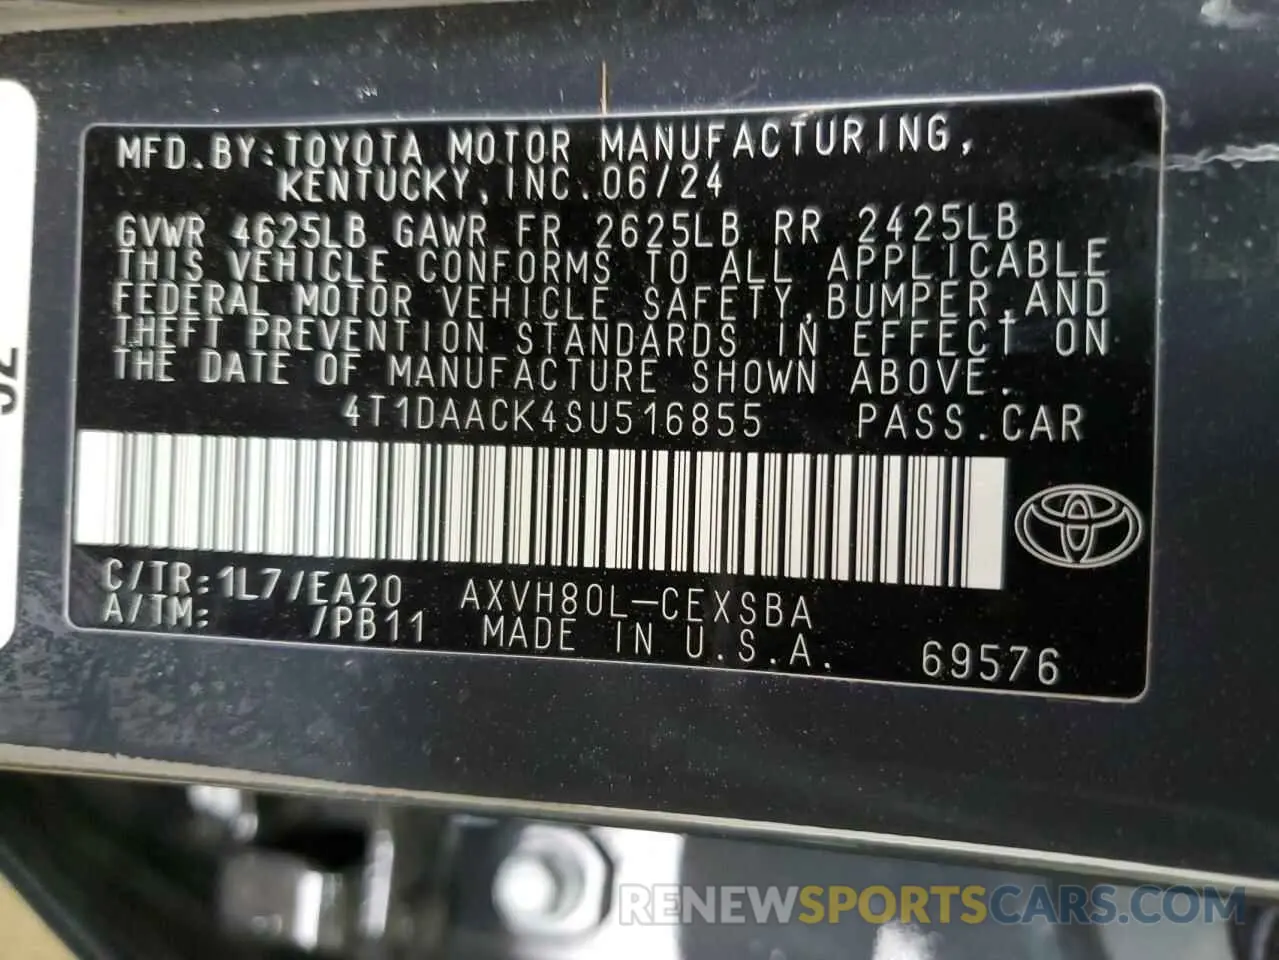 MFD.BY:TOYOTA MOTOR MANUFACTURING,
KENTUCKY,INC.06/24
GVWR 4625LB GAWR FR 2625LB RR 2425LB
THIS VEHICLE CONFORMS TO ALL APPLICABLE
FEDERAL MOTOR VEHICLE SAFETY,BUMPER,AND
THEFT PREVENTION STANDARDS IN EFFECT ON
THE DATE OF MANUFACTURE SHOWN ABOVE.
4T1DAACK4SU516855 PASS.CAR
C/TR:1L7/EA20 AXVH80L-CEXSBA
A/TM: /PB11 MADE IN U.S.A. 69576
RENEWSPORTSCARS.COM